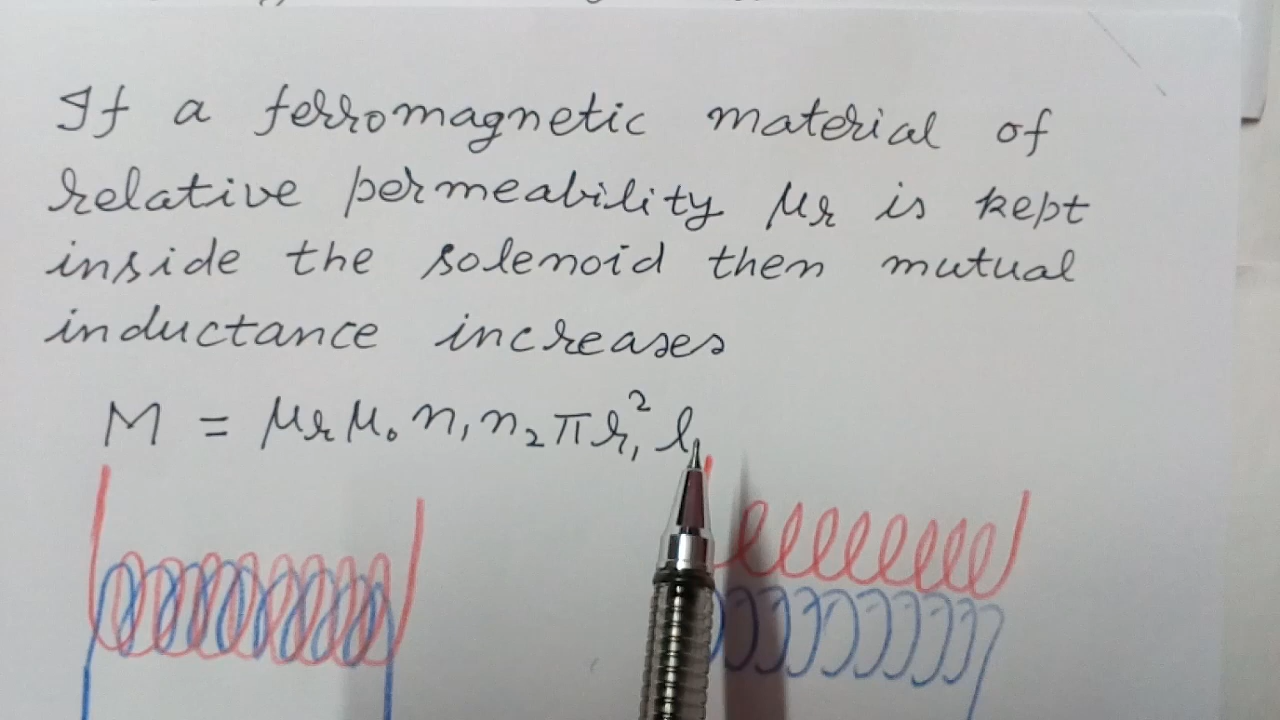 If a ferromagnetic material of
relative permeability μr is kept
inside the solenoid then mutual
inductance increases
M = μrμ₀n₁n₂πr₁²l